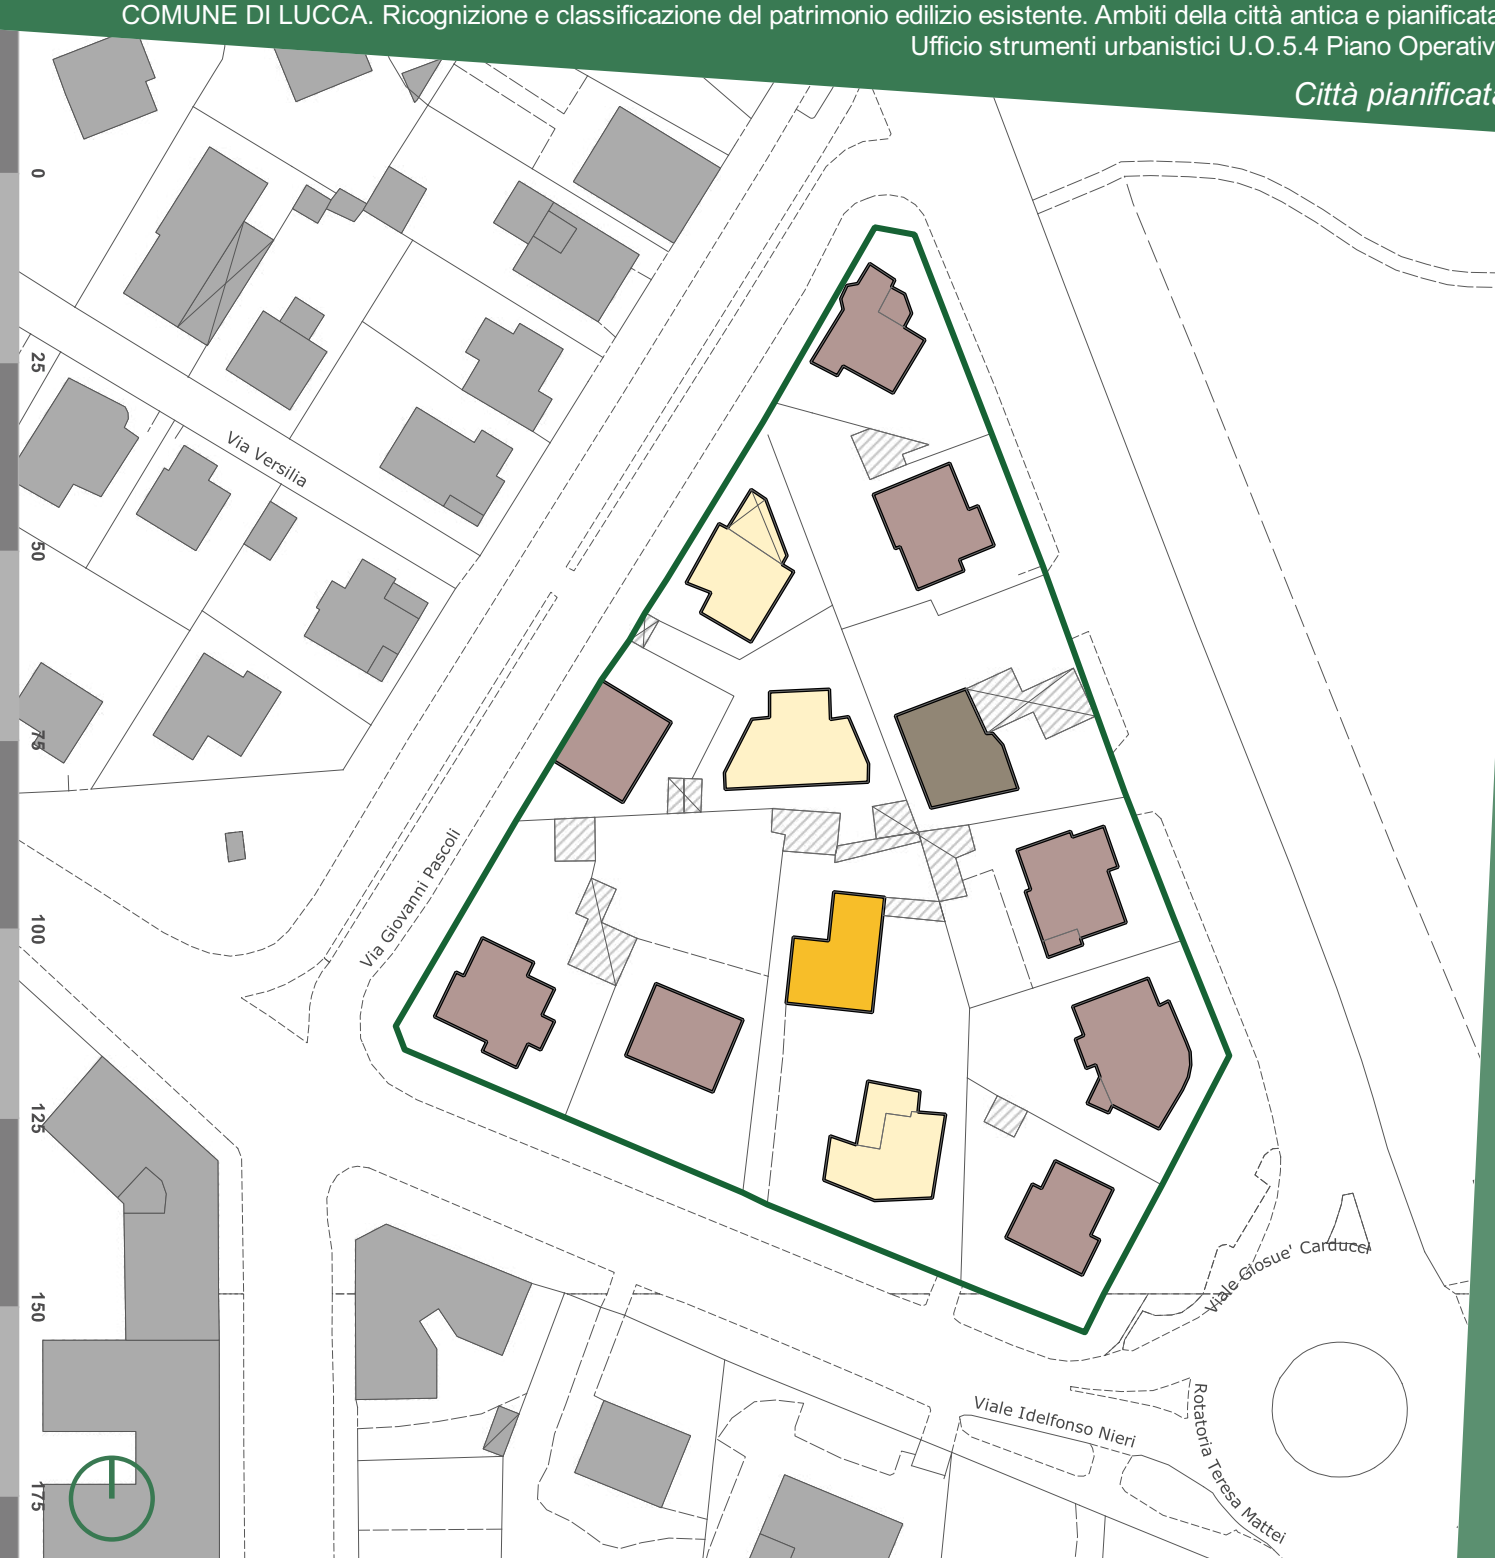 COMUNE DI LUCCA. Ricognizione e classificazione del patrimonio edilizio esistente. Ambiti della città antica e pianificata
Ufficio strumenti urbanistici U.O.5.4 Piano Operativ
Città pianificata
0
25
50
75
100
125
150
175
Via Versilia
Via Giovanni Pascoli
Viale Giosue' Carducci
Viale Idelfonso Nieri
Rotatoria Teresa Mattei